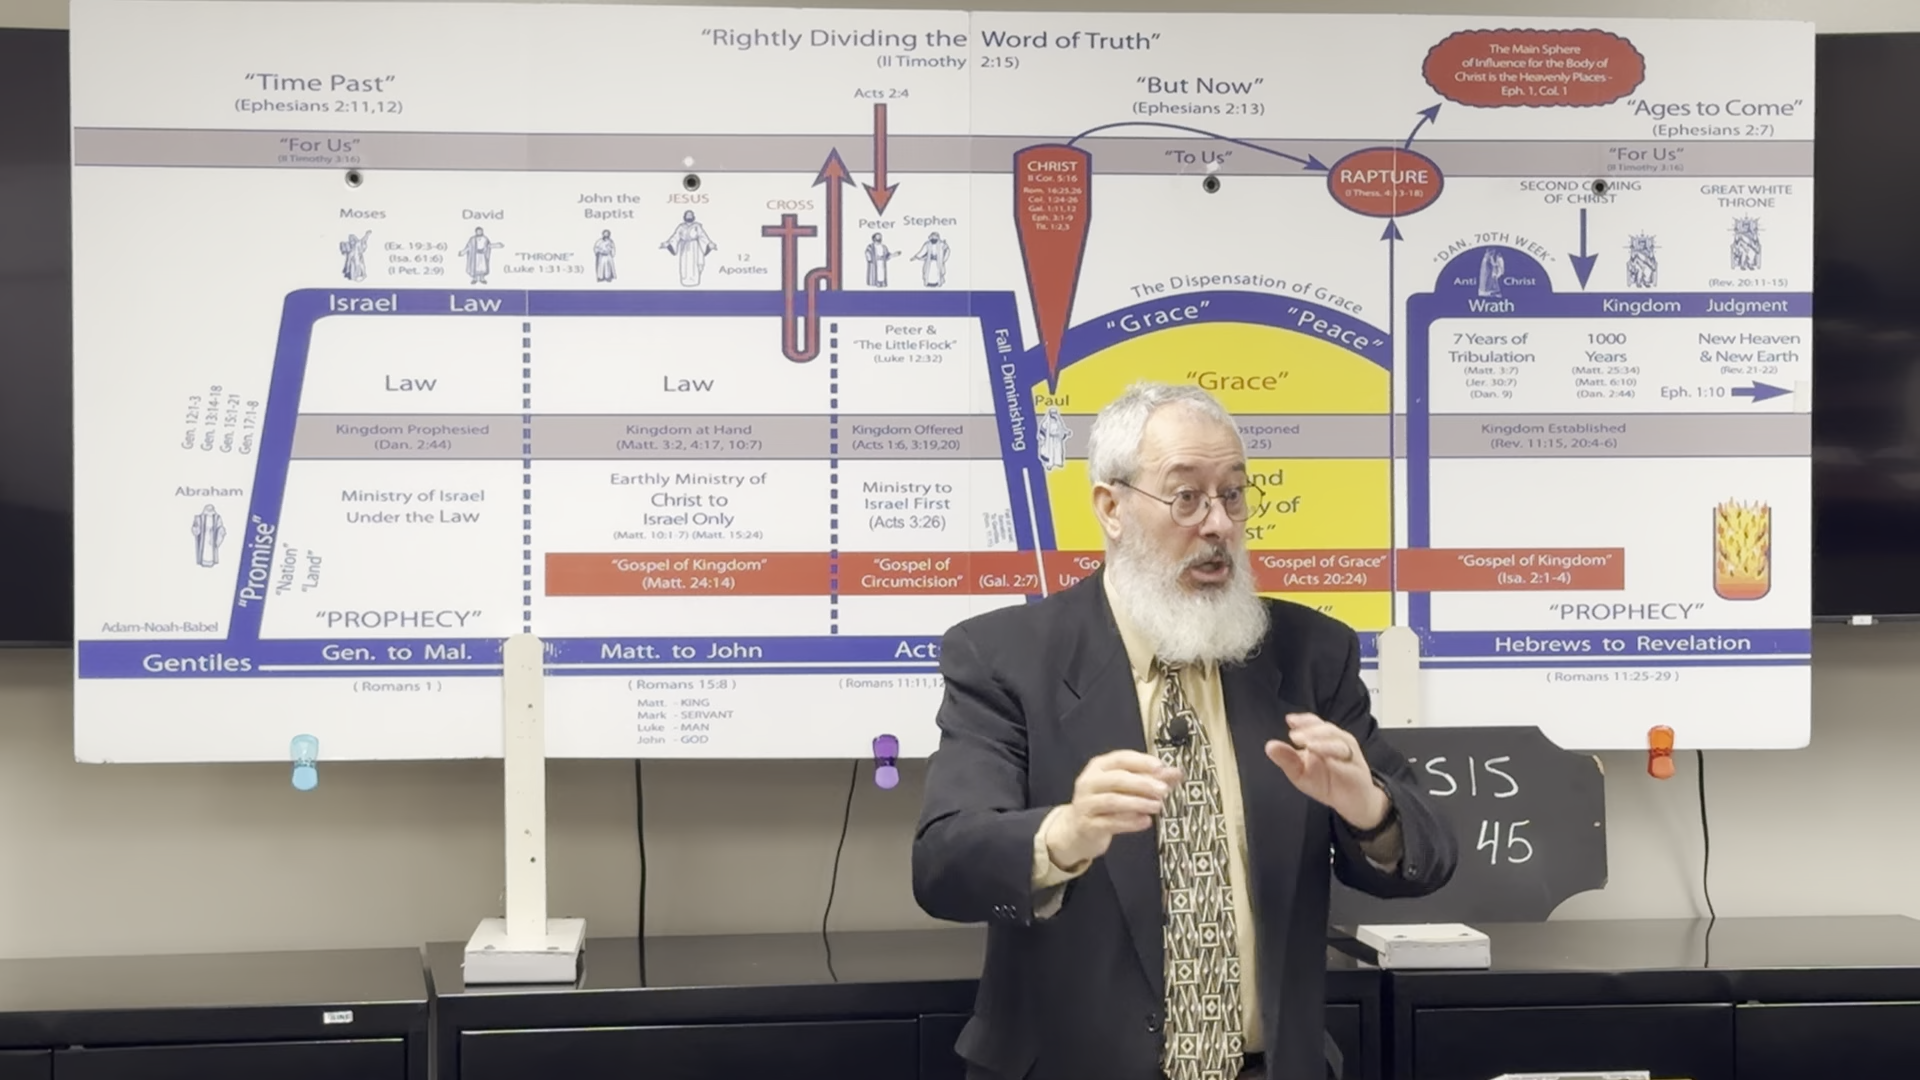 "Rightly Dividing the Word of Truth"
(II Timothy 2:15)
"Time Past"
(Ephesians 2:11,12)
Acts 2:4
"But Now"
(Ephesians 2:13)
The Main Sphere
of Influence for the Body of
Christ is the Heavenly Places -
Eph. 1, Col. 1
"Ages to Come"
(Ephesians 2:7)
"For Us"
(II Timothy 3:16)
"To Us"
"For Us"
(II Timothy 3:16)
Moses
(Ex. 19:3-6)
(Isa. 61:6)
(I Pet. 2:9)
David
"THRONE"
(Luke 1:31-33)
John the
Baptist
JESUS
12
Apostles
CROSS
Peter
Stephen
CHRIST
II Cor. 5:16
Rom. 16:25,26
Col. 1:24-26
Gal. 1:11,12
Eph. 3:1-9
Tit. 1:2,3
RAPTURE
(I Thess. 4:13-18)
SECOND COMING
OF CHRIST
GREAT WHITE
THRONE
(Rev. 20:11-15)
"DAN. 70TH WEEK"
Anti Christ
Wrath
Kingdom
Judgment
Israel Law
The Dispensation of Grace
"Grace" "Peace"
Fall - Diminishing
Law
Law
Peter &
"The Little Flock"
(Luke 12:32)
"Grace"
Paul
7 Years of
Tribulation
(Matt. 3:7)
(Jer. 30:7)
(Dan. 9)
1000
Years
(Matt. 25:34)
(Matt. 6:10)
(Dan. 2:44)
New Heaven
& New Earth
(Rev. 21-22)
Eph. 1:10
Gen. 12:1-3
Gen. 13:14-18
Gen. 15:1-21
Gen. 17:1-8
Kingdom Prophesied
(Dan. 2:44)
Kingdom at Hand
(Matt. 3:2, 4:17, 10:7)
Kingdom Offered
(Acts 1:6, 3:19,20)
stponed
:25)
Kingdom Established
(Rev. 11:15, 20:4-6)
Abraham
"Promise"
"Nation"
"Land"
Ministry of Israel
Under the Law
Earthly Ministry of
Christ to
Israel Only
(Matt. 10:1-7) (Matt. 15:24)
Ministry to
Israel First
(Acts 3:26)
nd
y of
st"
"Gospel of Kingdom"
(Matt. 24:14)
"Gospel of
Circumcision"
(Gal. 2:7)
"Go
Un
"Gospel of Grace"
(Acts 20:24)
"Gospel of Kingdom"
(Isa. 2:1-4)
Adam-Noah-Babel
"PROPHECY"
"PROPHECY"
Gentiles
Gen. to Mal.
Matt. to John
Act
Hebrews to Revelation
( Romans 1 )
( Romans 15:8 )
( Romans 11:11,12
( Romans 11:25-29 )
Matt. - KING
Mark - SERVANT
Luke - MAN
John - GOD
SIS
45